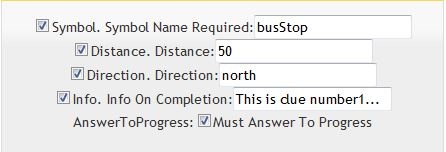 Symbol. Symbol Name Required: busStop
Distance. Distance: 50
Direction. Direction: north
Info. Info On Completion: This is clue number1...
AnswerToProgress: Must Answer To Progress